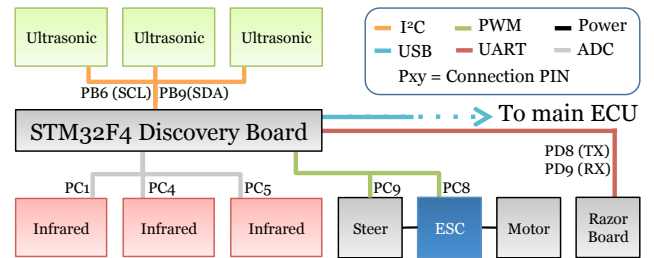 Ultrasonic Ultrasonic Ultrasonic
I²C PWM Power
USB UART ADC
Pxy = Connection PIN
PB6 (SCL) PB9(SDA)
To main ECU
STM32F4 Discovery Board
PD8 (TX)
PD9 (RX)
PC1 PC4 PC5 PC9 PC8
Infrared Infrared Infrared Steer ESC Motor Razor
Board